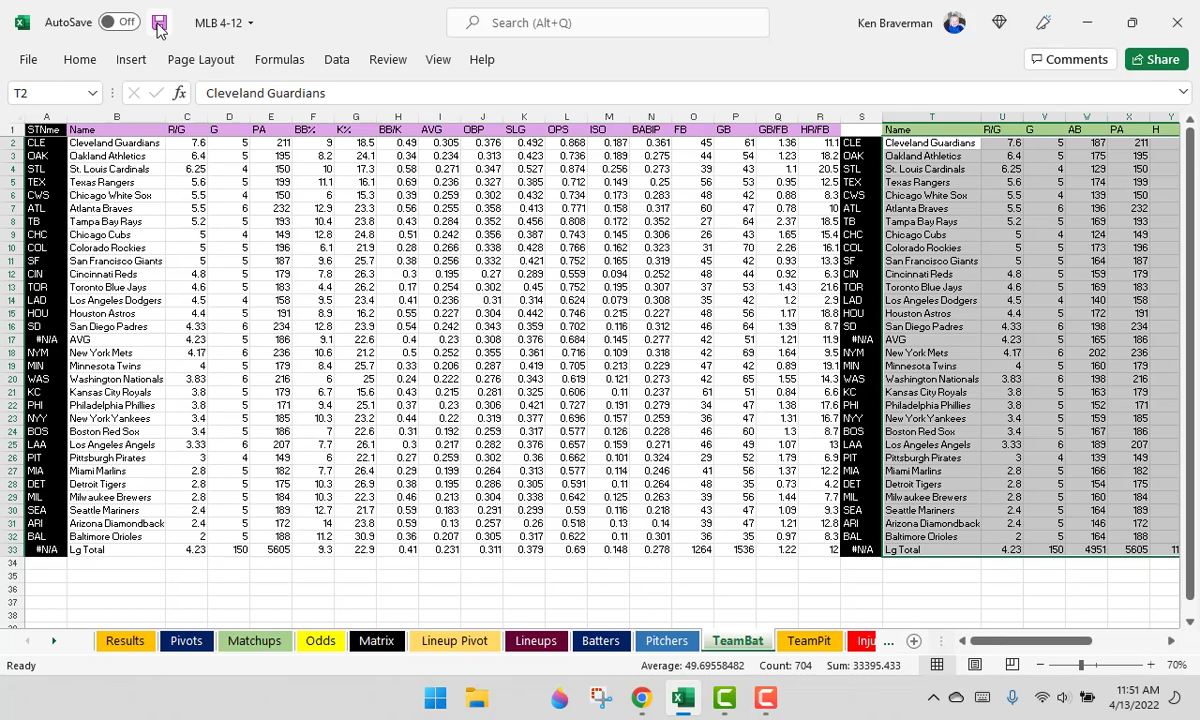 AutoSave Off MLB 4-12 Search (Alt+Q) Ken Braverman
File Home Insert Page Layout Formulas Data Review View Help Comments Share
T2 fx Cleveland Guardians
A B C D E F G H I J K L M N O P Q R S T U V W X Y
1 STNme Name R/G G PA BB% K% BB/K AVG OBP SLG OPS ISO BABIP FB GB GB/FB HR/FB Name R/G G AB PA H
2 CLE Cleveland Guardians 7.6 5 211 9 18.5 0.49 0.305 0.376 0.492 0.868 0.187 0.361 45 61 1.36 11.1 CLE Cleveland Guardians 7.6 5 187 211
3 OAK Oakland Athletics 6.4 5 195 8.2 24.1 0.34 0.234 0.313 0.423 0.736 0.189 0.275 44 54 1.23 18.2 OAK Oakland Athletics 6.4 5 175 195
4 STL St. Louis Cardinals 6.25 4 150 10 17.3 0.58 0.271 0.347 0.527 0.874 0.256 0.273 39 43 1.1 20.5 STL St. Louis Cardinals 6.25 4 129 150
5 TEX Texas Rangers 5.6 5 199 11.1 16.1 0.69 0.236 0.327 0.385 0.712 0.149 0.25 56 53 0.95 12.5 TEX Texas Rangers 5.6 5 174 199
6 CWS Chicago White Sox 5.5 4 150 6 15.3 0.39 0.259 0.302 0.432 0.734 0.173 0.283 48 42 0.88 8.3 CWS Chicago White Sox 5.5 4 139 150
7 ATL Atlanta Braves 5.5 6 232 12.9 23.3 0.56 0.255 0.358 0.413 0.771 0.158 0.317 60 47 0.78 10 ATL Atlanta Braves 5.5 6 196 232
8 TB Tampa Bay Rays 5.2 5 193 10.4 23.8 0.43 0.284 0.352 0.456 0.808 0.172 0.352 27 64 2.37 18.5 TB Tampa Bay Rays 5.2 5 169 193
9 CHC Chicago Cubs 5 4 149 12.8 24.8 0.51 0.242 0.356 0.387 0.743 0.145 0.306 26 43 1.65 15.4 CHC Chicago Cubs 5 4 124 149
10 COL Colorado Rockies 5 5 196 6.1 21.9 0.28 0.266 0.338 0.428 0.766 0.162 0.323 31 70 2.26 16.1 COL Colorado Rockies 5 5 173 196
11 SF San Francisco Giants 5 5 187 9.6 25.7 0.38 0.256 0.332 0.421 0.752 0.165 0.319 45 42 0.93 13.3 SF San Francisco Giants 5 5 164 187
12 CIN Cincinnati Reds 4.8 5 179 7.8 26.3 0.3 0.195 0.27 0.289 0.559 0.094 0.252 48 44 0.92 6.3 CIN Cincinnati Reds 4.8 5 159 179
13 TOR Toronto Blue Jays 4.6 5 183 4.4 26.2 0.17 0.254 0.302 0.45 0.752 0.195 0.307 37 53 1.43 21.6 TOR Toronto Blue Jays 4.6 5 169 183
14 LAD Los Angeles Dodgers 4.5 4 158 9.5 23.4 0.41 0.236 0.31 0.314 0.624 0.079 0.308 35 42 1.2 2.9 LAD Los Angeles Dodgers 4.5 4 140 158
15 HOU Houston Astros 4.4 5 191 8.9 16.2 0.55 0.227 0.304 0.442 0.746 0.215 0.227 48 56 1.17 18.8 HOU Houston Astros 4.4 5 172 191
16 SD San Diego Padres 4.33 6 234 12.8 23.9 0.54 0.242 0.343 0.359 0.702 0.116 0.312 46 64 1.39 8.7 SD San Diego Padres 4.33 6 198 234
17 #N/A AVG 4.23 5 186 9.1 22.6 0.4 0.23 0.308 0.376 0.684 0.145 0.277 42 51 1.21 11.9 #N/A AVG 4.23 5 165 186
18 NYM New York Mets 4.17 6 236 10.6 21.2 0.5 0.252 0.355 0.361 0.716 0.109 0.318 42 69 1.64 9.5 NYM New York Mets 4.17 6 202 236
19 MIN Minnesota Twins 4 5 179 8.4 25.7 0.33 0.206 0.287 0.419 0.705 0.213 0.229 47 42 0.89 19.1 MIN Minnesota Twins 4 5 160 179
20 WAS Washington Nationals 3.83 6 216 6 25 0.24 0.222 0.276 0.343 0.619 0.121 0.273 42 65 1.55 14.3 WAS Washington Nationals 3.83 6 198 216
21 KC Kansas City Royals 3.8 5 179 6.7 15.6 0.43 0.215 0.281 0.325 0.606 0.11 0.237 61 51 0.84 6.6 KC Kansas City Royals 3.8 5 163 179
22 PHI Philadelphia Phillies 3.8 5 171 9.4 25.1 0.37 0.23 0.306 0.421 0.727 0.191 0.279 34 47 1.38 17.6 PHI Philadelphia Phillies 3.8 5 152 171
23 NYY New York Yankees 3.4 5 185 10.3 23.2 0.44 0.22 0.319 0.377 0.696 0.157 0.259 36 47 1.31 16.7 NYY New York Yankees 3.4 5 159 185
24 BOS Boston Red Sox 3.4 5 186 7 22.6 0.31 0.192 0.259 0.317 0.577 0.126 0.228 46 60 1.3 8.7 BOS Boston Red Sox 3.4 5 167 186
25 LAA Los Angeles Angels 3.33 6 207 7.7 26.1 0.3 0.217 0.282 0.376 0.657 0.159 0.271 46 49 1.07 13 LAA Los Angeles Angels 3.33 6 189 207
26 PIT Pittsburgh Pirates 3 4 149 6 22.1 0.27 0.259 0.302 0.36 0.662 0.101 0.324 29 52 1.79 6.9 PIT Pittsburgh Pirates 3 4 139 149
27 MIA Miami Marlins 2.8 5 182 7.7 26.4 0.29 0.199 0.264 0.313 0.577 0.114 0.246 41 56 1.37 12.2 MIA Miami Marlins 2.8 5 166 182
28 DET Detroit Tigers 2.8 5 175 10.3 26.9 0.38 0.195 0.286 0.305 0.591 0.11 0.264 48 35 0.73 4.2 DET Detroit Tigers 2.8 5 154 175
29 MIL Milwaukee Brewers 2.8 5 184 10.3 22.3 0.46 0.213 0.304 0.338 0.642 0.125 0.263 39 56 1.44 7.7 MIL Milwaukee Brewers 2.8 5 160 184
30 SEA Seattle Mariners 2.4 5 189 12.7 21.7 0.59 0.183 0.291 0.299 0.59 0.116 0.218 43 47 1.09 9.3 SEA Seattle Mariners 2.4 5 164 189
31 ARI Arizona Diamondback 2.4 5 172 14 23.8 0.59 0.13 0.257 0.26 0.518 0.13 0.14 39 47 1.21 12.8 ARI Arizona Diamondback 2.4 5 146 172
32 BAL Baltimore Orioles 2 5 188 11.2 30.9 0.36 0.207 0.305 0.317 0.622 0.11 0.301 36 35 0.97 8.3 BAL Baltimore Orioles 2 5 164 188
33 #N/A Lg Total 4.23 150 5605 9.3 22.9 0.41 0.231 0.311 0.379 0.69 0.148 0.278 1264 1536 1.22 12 #N/A Lg Total 4.23 150 4951 5605 11
34
35
36
37
38
Results Pivots Matchups Odds Matrix Lineup Pivot Lineups Batters Pitchers TeamBat TeamPit Inju ...
Ready Average: 49.69558482 Count: 704 Sum: 33395.433 70%
11:51 AM
4/13/2022